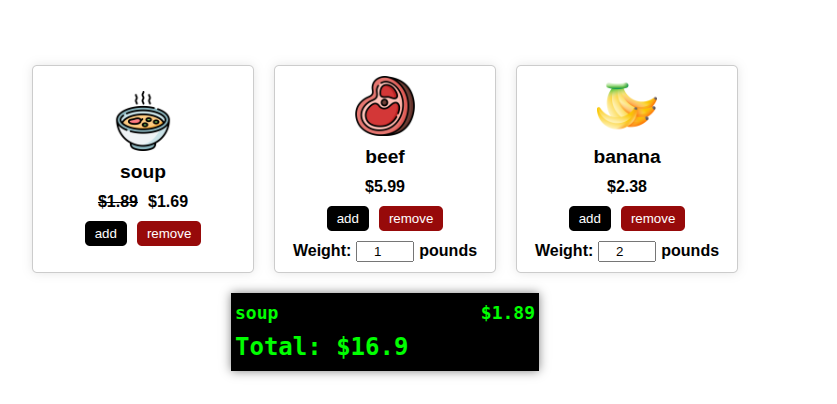 soup
$1.89 $1.69
add remove
beef
$5.99
add remove
Weight: 1 pounds
banana
$2.38
add remove
Weight: 2 pounds
soup $1.89
Total: $16.9